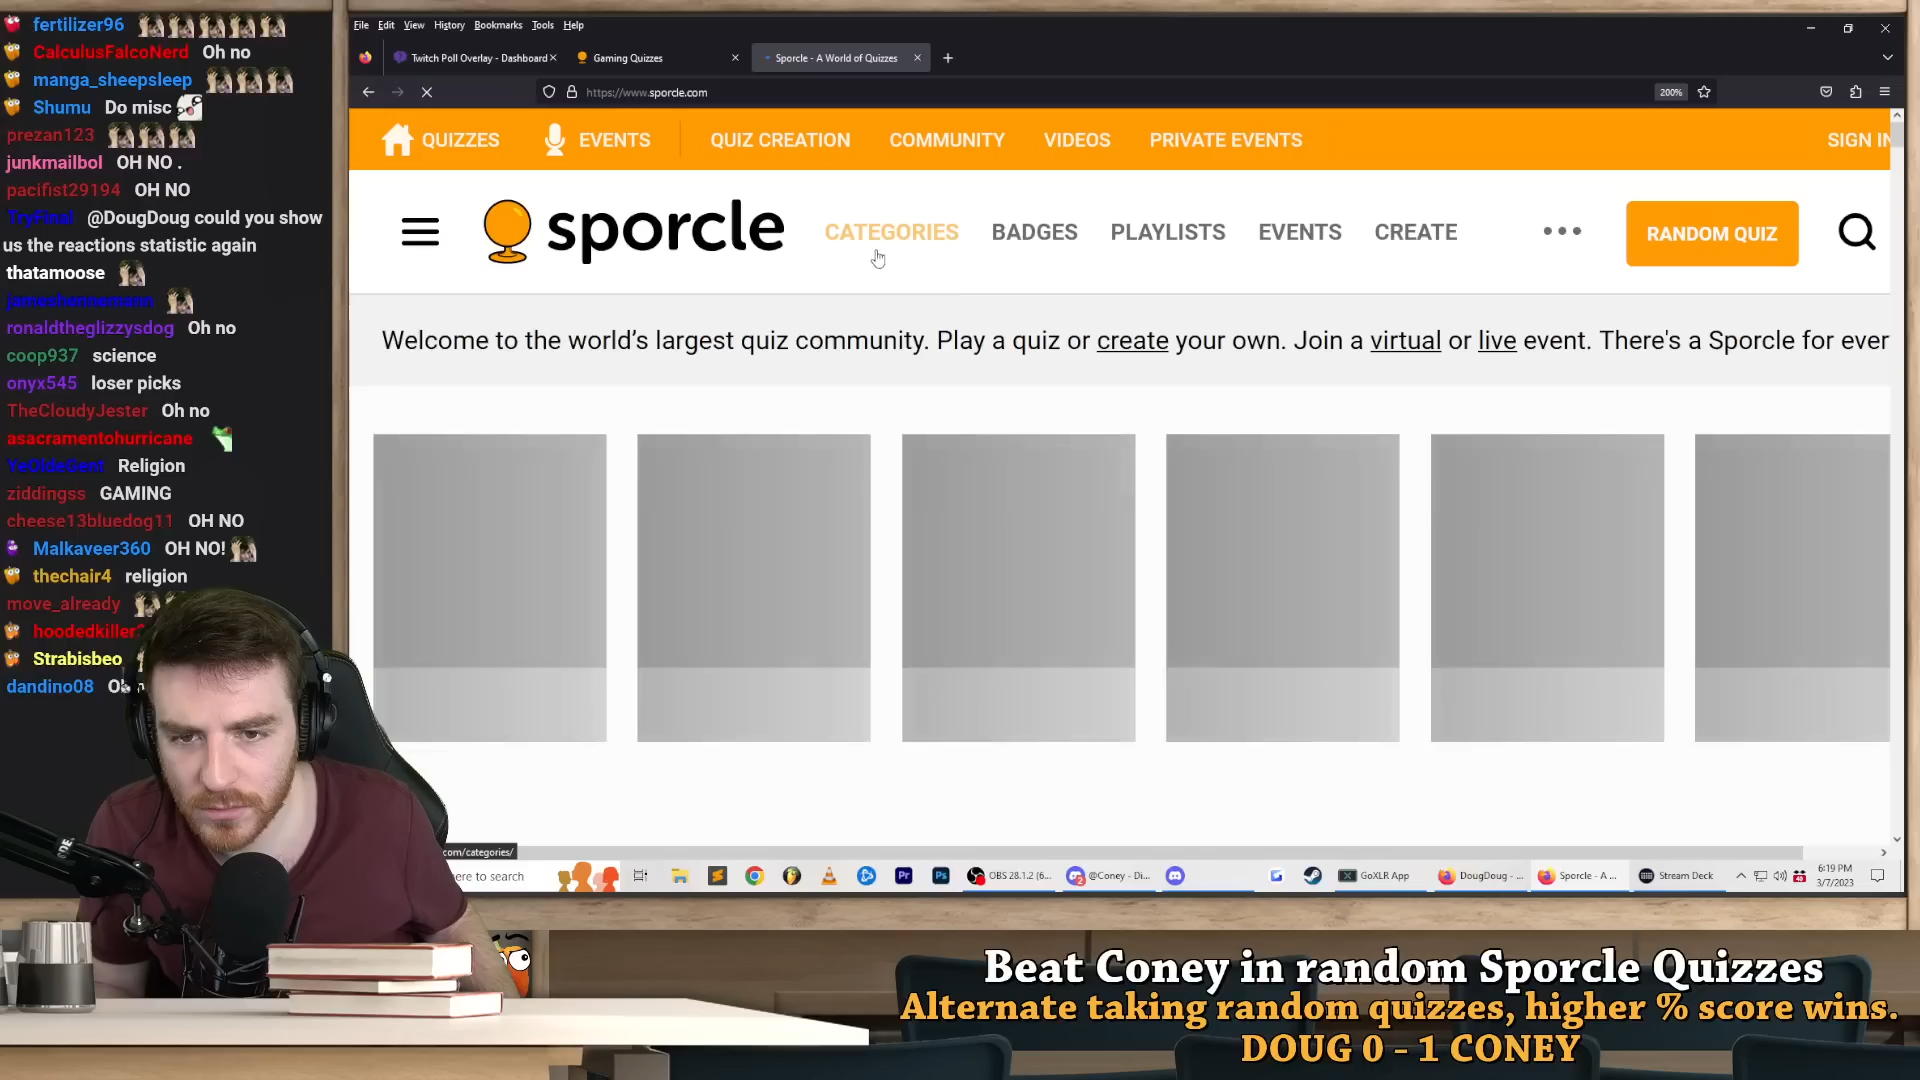 fertilizer96
CalculusFalcoNerd Oh no
manga_sheepsleep
Shumu Do misc
prezan123
junkmailbol OH NO .
pacifist29194 OH NO
TryFinal @DougDoug could you show
us the reactions statistic again
thatamoose
jameshennemann
ronaldtheglizzysdog Oh no
coop937 science
onyx545 loser picks
TheCloudyJester Oh no
asacramentohurricane
YeOldeGent Religion
ziddingss GAMING
cheese13bluedog11 OH NO
Malkaveer360 OH NO!
thechair4 religion
move_already
Strabisbeo
dandino08
File Edit View History Bookmarks Tools Help
Twitch Poll Overlay - Dashboard Gaming Quizzes Sporcle - A World of Quizzes
https://www.sporcle.com 200%
QUIZZES EVENTS QUIZ CREATION COMMUNITY VIDEOS PRIVATE EVENTS SIGN IN
sporcle CATEGORIES BADGES PLAYLISTS EVENTS CREATE RANDOM QUIZ
Welcome to the world's largest quiz community. Play a quiz or create your own. Join a virtual or live event. There's a Sporcle for ever
com/categories/
here to search OBS 28.1.2 (6... @Coney - Di... GoXLR App DougDoug - ... Sporcle - A ... Stream Deck 6:19 PM
3/7/2023
Beat Coney in random Sporcle Quizzes
Alternate taking random quizzes, higher % score wins.
DOUG 0 - 1 CONEY